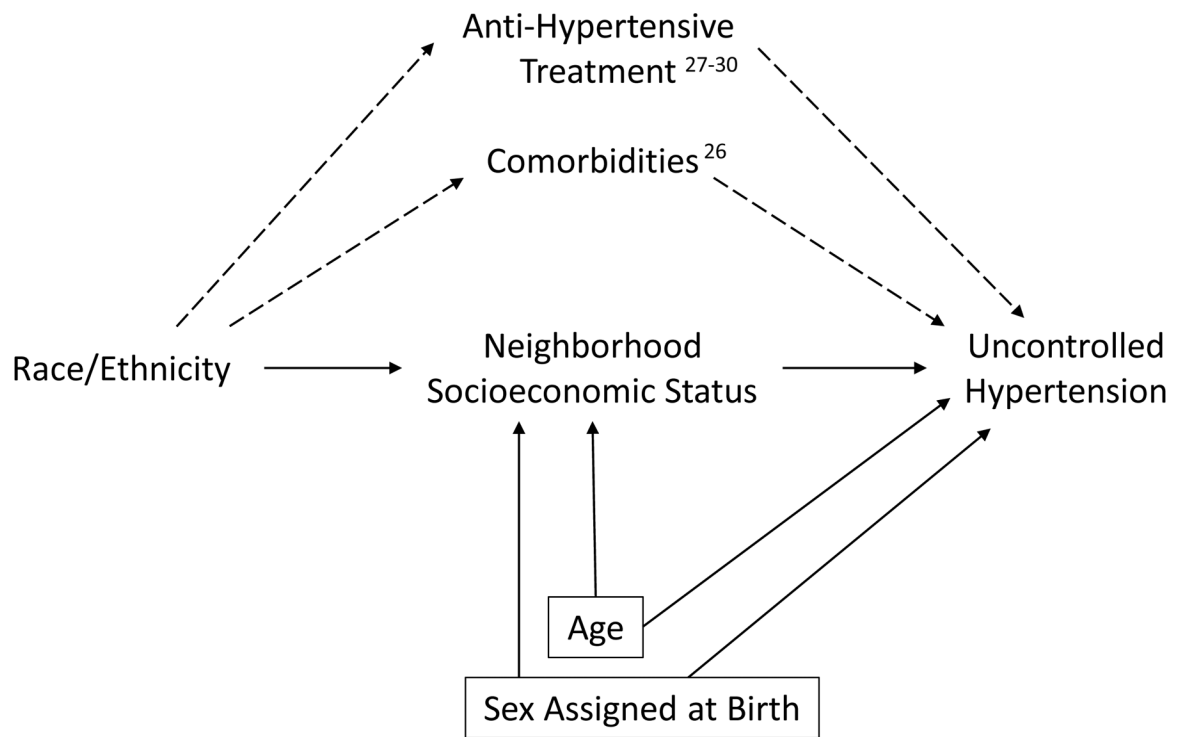 Anti-Hypertensive
Treatment 27-30
Comorbidities 26
Race/Ethnicity
Neighborhood
Socioeconomic Status
Uncontrolled
Hypertension
Age
Sex Assigned at Birth